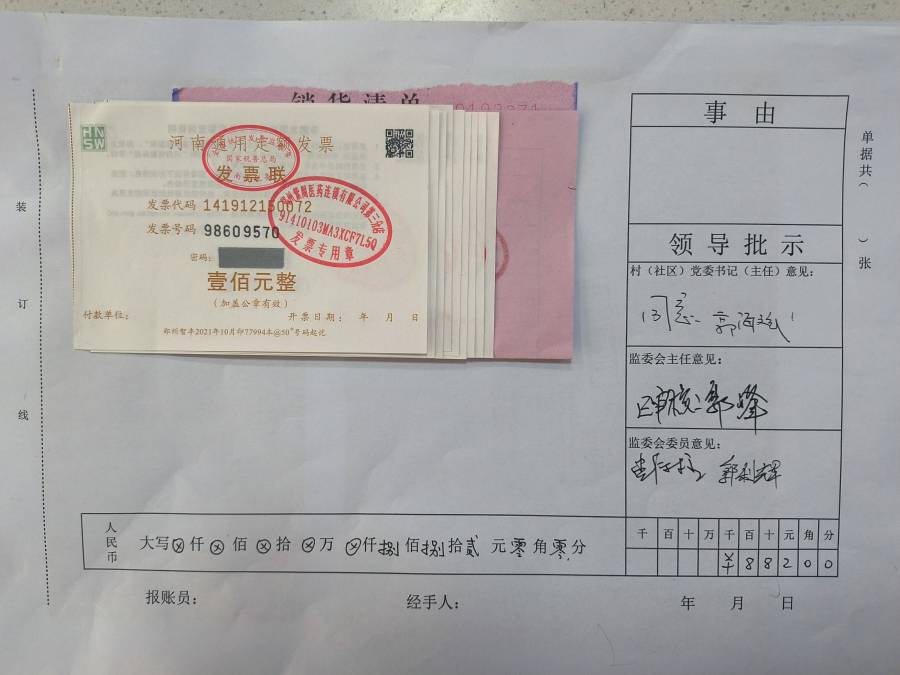 销货清单
0102271
HN
SW
河南通用定额发票
国家税务总局
发票联
发票代码 141912150072
发票号码 98609570
91410103MA3XCF7L5Q
发票专用章
密码:
壹佰元整
(加盖公章有效)
付款单位: 开票日期: 年 月 日
装
订
线
事由
单据共( )张
领导批示
村(社区)党委书记(主任)意见:
同意
监委会主任意见:
已审核 郭峰
监委会委员意见:
人民币 大写⊗仟⊗佰⊗拾⊗万⊗仟捌佰捌拾贰元零角零分
千 百 十 万 千 百 十 元 角 分
¥ 8 8 2 0 0
报账员: 经手人: 年 月 日